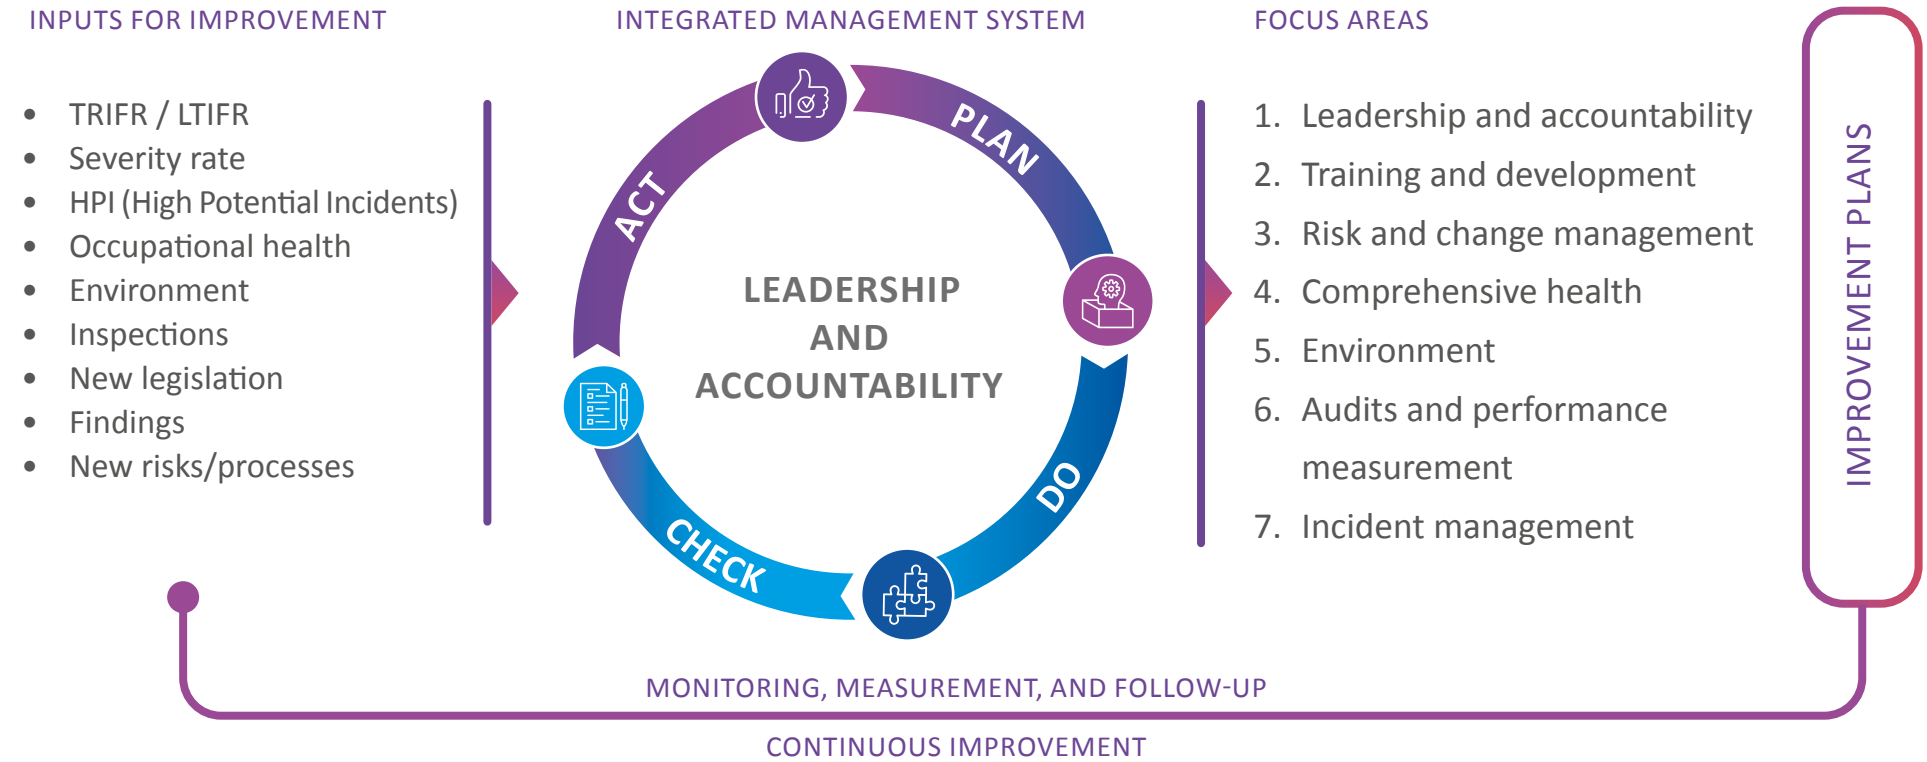 INPUTS FOR IMPROVEMENT
• TRIFR / LTIFR
• Severity rate
• HPI (High Potential Incidents)
• Occupational health
• Environment
• Inspections
• New legislation
• Findings
• New risks/processes
INTEGRATED MANAGEMENT SYSTEM
PLAN
DO
CHECK
ACT
LEADERSHIP
AND
ACCOUNTABILITY
FOCUS AREAS
1. Leadership and accountability
2. Training and development
3. Risk and change management
4. Comprehensive health
5. Environment
6. Audits and performance
measurement
7. Incident management
IMPROVEMENT PLANS
MONITORING, MEASUREMENT, AND FOLLOW-UP
CONTINUOUS IMPROVEMENT